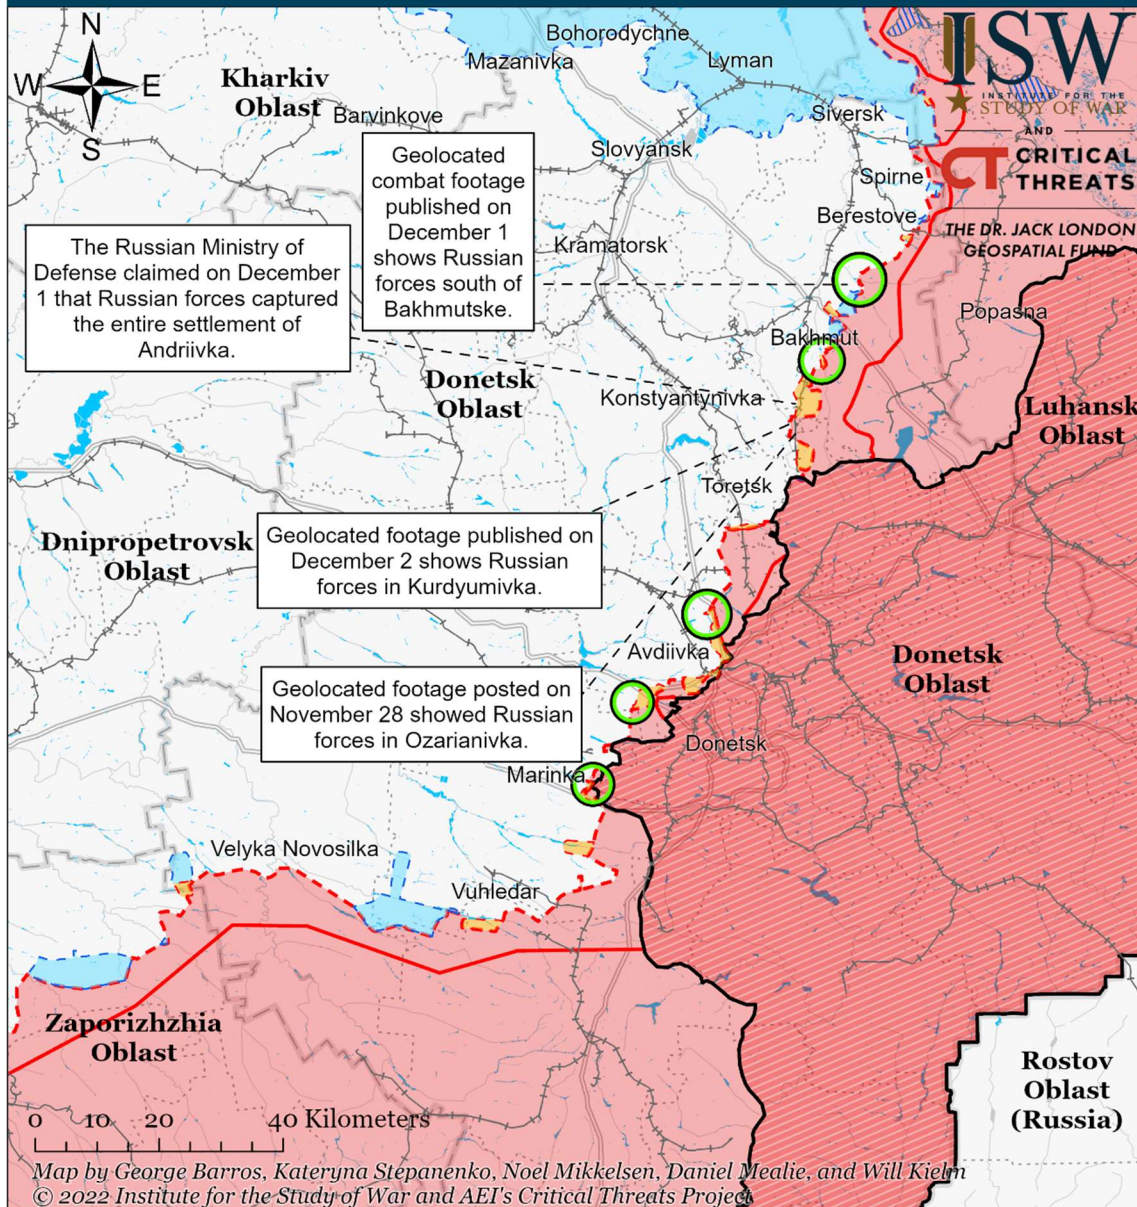 N
W
E
S
Kharkiv
Oblast
Barvinkove
Bohorodychne
Mazanivka
Lyman
Siversk
Slovyansk
Spirne
Berestove
Kramatorsk
ISW
INSTITUTE FOR THE
STUDY OF WAR
AND
CT CRITICAL
THREATS
THE DR. JACK LONDON
GEOSPATIAL FUND
Geolocated
combat footage
published on
December 1
shows Russian
forces south of
Bakhmutske.
The Russian Ministry of
Defense claimed on December
1 that Russian forces captured
the entire settlement of
Andriivka.
Popasna
Bakhmut
Donetsk
Oblast
Konstyantynivka
Luhansk
Oblast
Toretsk
Dnipropetrovsk
Oblast
Geolocated footage published on
December 2 shows Russian
forces in Kurdyumivka.
Avdiivka
Donetsk
Oblast
Geolocated footage posted on
November 28 showed Russian
forces in Ozarianivka.
Donetsk
Marinka
Velyka Novosilka
Vuhledar
Zaporizhzhia
Oblast
Rostov
Oblast
(Russia)
0 10 20 40 Kilometers
Map by George Barros, Kateryna Stepanenko, Noel Mikkelsen, Daniel Mealie, and Will Kielm
© 2022 Institute for the Study of War and AEI's Critical Threats Project